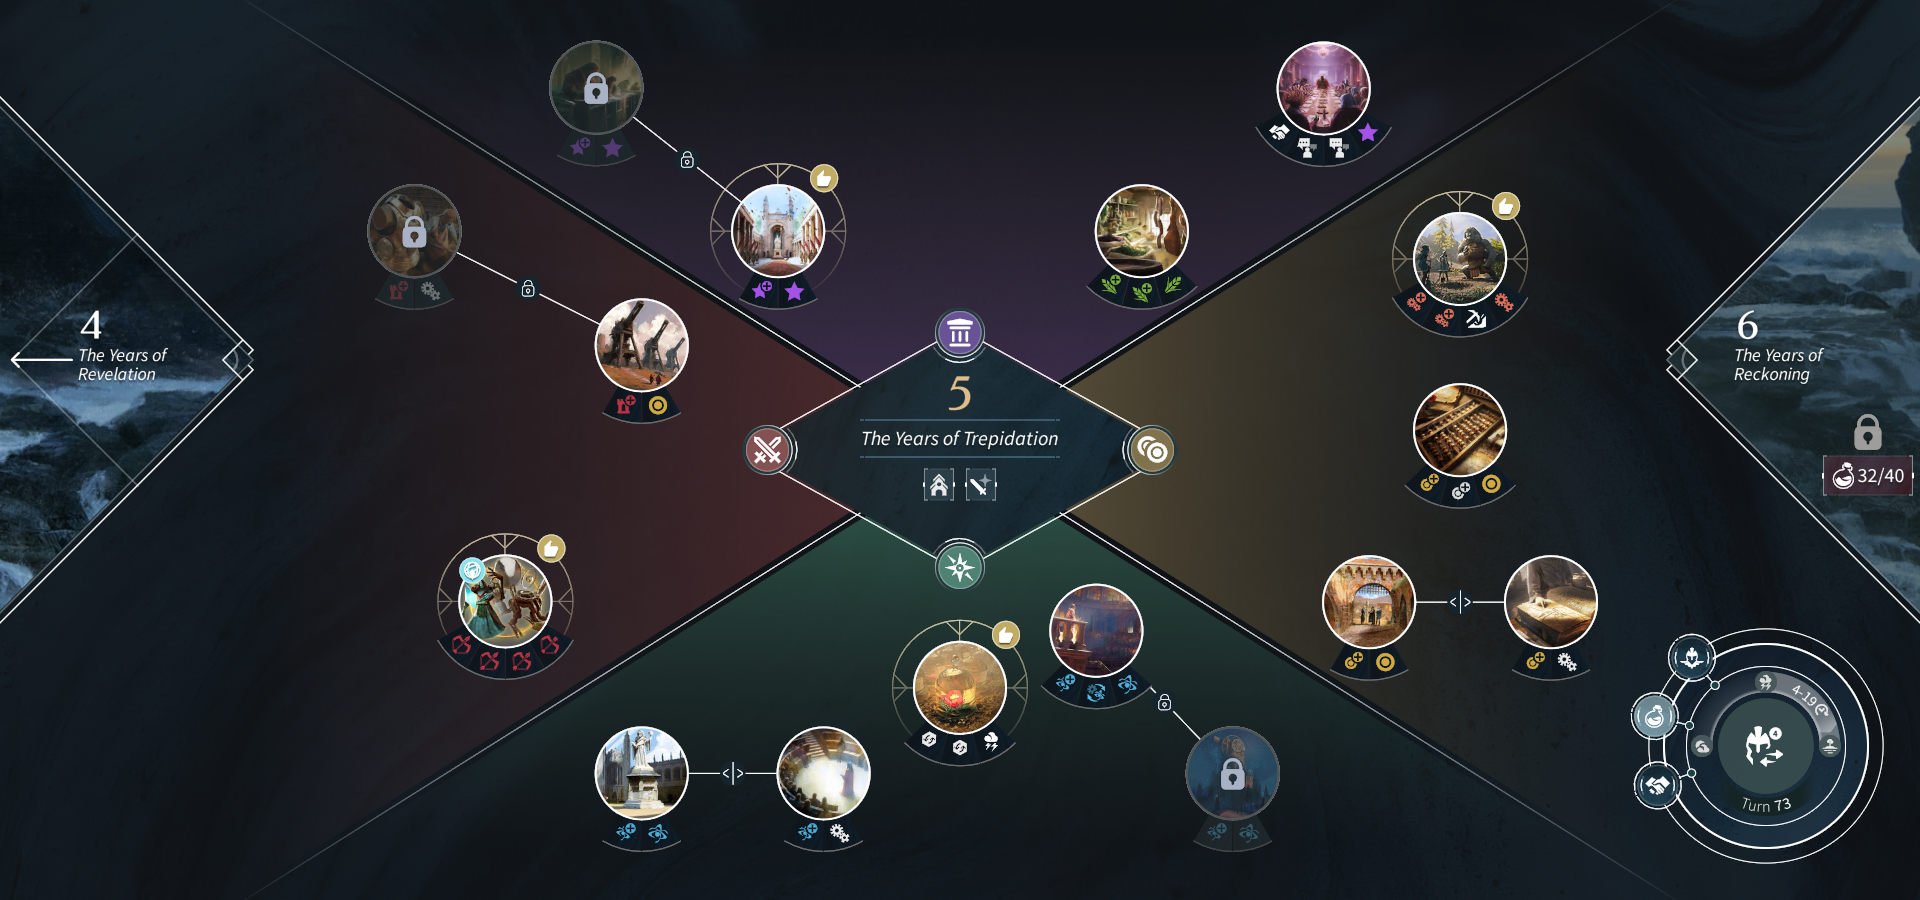 4
The Years of
Revelation
5
The Years of Trepidation
6
The Years of
Reckoning
32/40
4-19
4
Turn 73